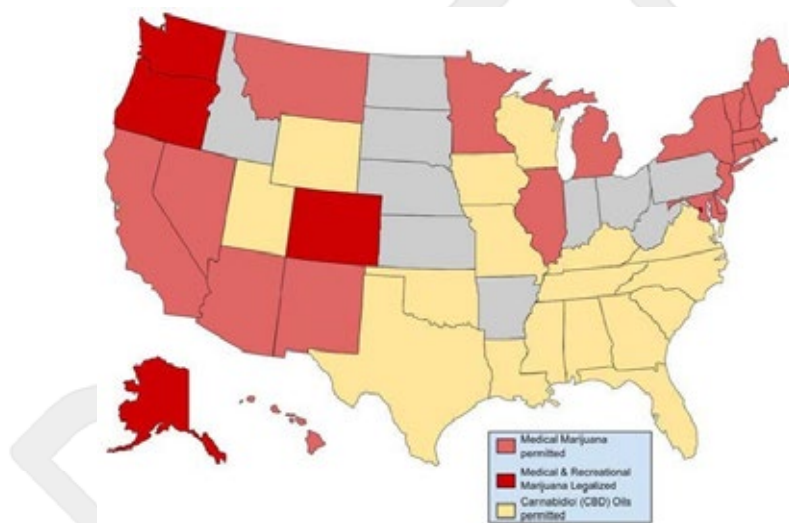 Medical Marijuana
permitted
Medical & Recreational
Marijuana Legalized
Cannabidiol (CBD) Oils
permitted